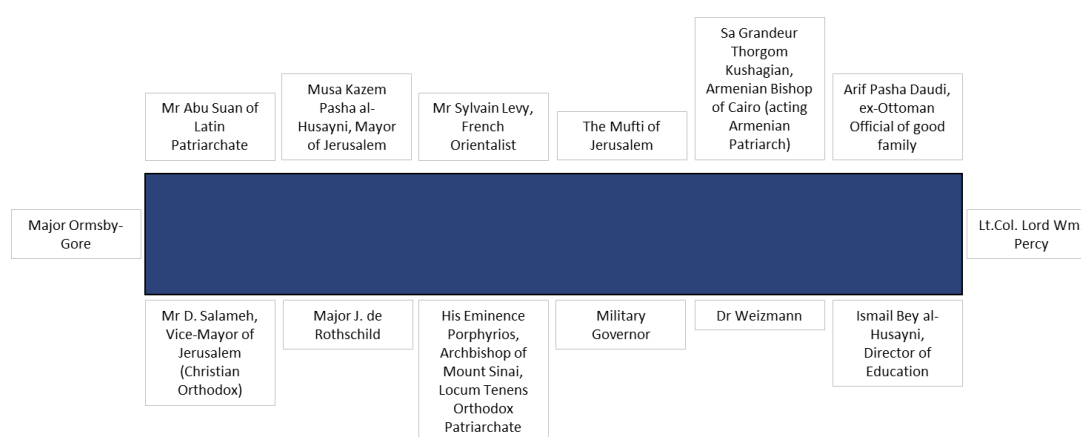 Mr Abu Suan of
Latin
Patriarchate
Musa Kazem
Pasha al-
Husayni, Mayor
of Jerusalem
Mr Sylvain Levy,
French
Orientalist
The Mufti of
Jerusalem
Sa Grandeur
Thorgom
Kushagian,
Armenian Bishop
of Cairo (acting
Armenian
Patriarch)
Arif Pasha Daudi,
ex-Ottoman
Official of good
family
Major Ormsby-
Gore
Lt.Col. Lord Wm.
Percy
Mr D. Salameh,
Vice-Mayor of
Jerusalem
(Christian
Orthodox)
Major J. de
Rothschild
His Eminence
Porphyrios,
Archbishop of
Mount Sinai,
Locum Tenens
Orthodox
Patriarchate
Military
Governor
Dr Weizmann
Ismail Bey al-
Husayni,
Director of
Education